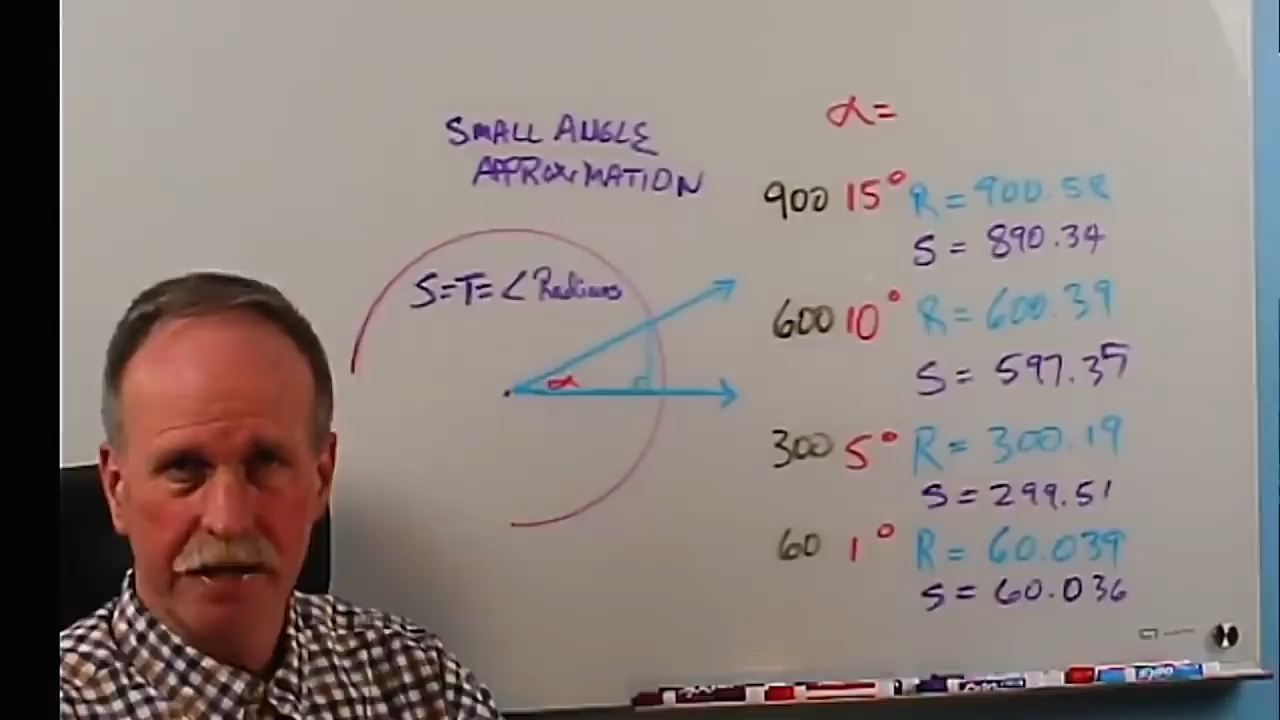 SMALL ANGLE
APPROXIMATION
S=T=∠ Radians
α
α=
900 15° R = 900.58
S = 890.34
600 10° R = 600.39
S = 597.35
300 5° R = 300.19
S = 299.51
60 1° R = 60.039
S = 60.036